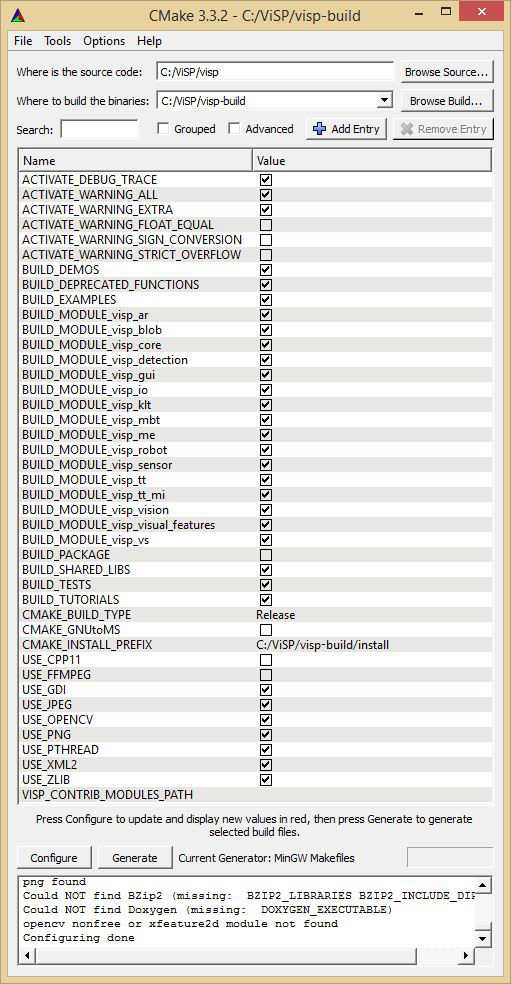 CMake 3.3.2 - C:/ViSP/visp-build
File Tools Options Help
Where is the source code: C:/ViSP/visp Browse Source...
Where to build the binaries: C:/ViSP/visp-build Browse Build...
Search: Grouped Advanced Add Entry Remove Entry
Name Value
ACTIVATE_DEBUG_TRACE
ACTIVATE_WARNING_ALL
ACTIVATE_WARNING_EXTRA
ACTIVATE_WARNING_FLOAT_EQUAL
ACTIVATE_WARNING_SIGN_CONVERSION
ACTIVATE_WARNING_STRICT_OVERFLOW
BUILD_DEMOS
BUILD_DEPRECATED_FUNCTIONS
BUILD_EXAMPLES
BUILD_MODULE_visp_ar
BUILD_MODULE_visp_blob
BUILD_MODULE_visp_core
BUILD_MODULE_visp_detection
BUILD_MODULE_visp_gui
BUILD_MODULE_visp_io
BUILD_MODULE_visp_klt
BUILD_MODULE_visp_mbt
BUILD_MODULE_visp_me
BUILD_MODULE_visp_robot
BUILD_MODULE_visp_sensor
BUILD_MODULE_visp_tt
BUILD_MODULE_visp_tt_mi
BUILD_MODULE_visp_vision
BUILD_MODULE_visp_visual_features
BUILD_MODULE_visp_vs
BUILD_PACKAGE
BUILD_SHARED_LIBS
BUILD_TESTS
BUILD_TUTORIALS
CMAKE_BUILD_TYPE Release
CMAKE_GNUtoMS
CMAKE_INSTALL_PREFIX C:/ViSP/visp-build/install
USE_CPP11
USE_FFMPEG
USE_GDI
USE_JPEG
USE_OPENCV
USE_PNG
USE_PTHREAD
USE_XML2
USE_ZLIB
VISP_CONTRIB_MODULES_PATH
Press Configure to update and display new values in red, then press Generate to generate
selected build files.
Configure Generate Current Generator: MinGW Makefiles
png found
Could NOT find BZip2 (missing: BZIP2_LIBRARIES BZIP2_INCLUDE_DIR
Could NOT find Doxygen (missing: DOXYGEN_EXECUTABLE)
opencv nonfree or xfeature2d module not found
Configuring done